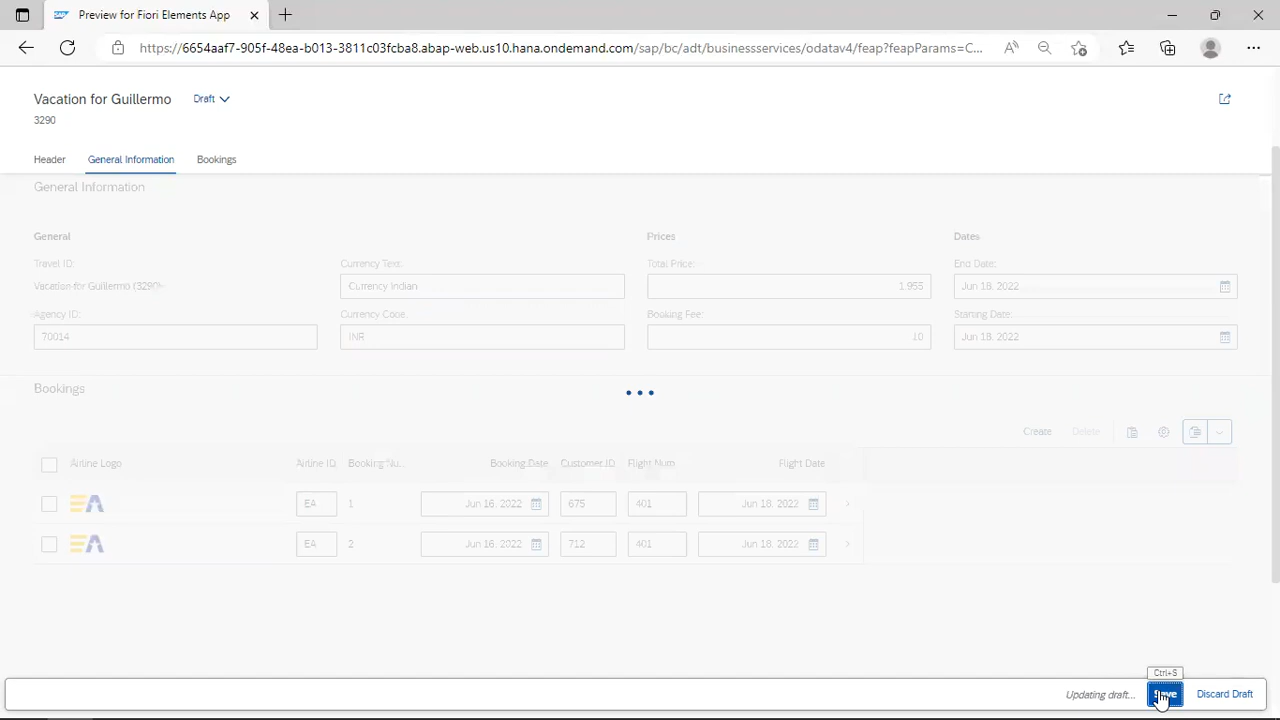 Preview for Fiori Elements App
https://6654aaf7-905f-48ea-b013-3811c03fcba8.abap-web.us10.hana.ondemand.com/sap/bc/adt/businessservices/odatav4/feap?feapParams=C...
Vacation for Guillermo Draft
3290
Header General Information Bookings
General Information
General Prices Dates
Travel ID: Currency Text: Total Price: End Date:
Vacation for Guillermo (3290) Currency Indian 1.955 Jun 18, 2022
Agency ID: Currency Code: Booking Fee: Starting Date:
70014 INR 10 Jun 18, 2022
Bookings
Create Delete
Airline Logo Airline ID Booking Nu... Booking Date Customer ID Flight Num Flight Date
EA EA 1 Jun 16, 2022 675 401 Jun 18, 2022
EA EA 2 Jun 16, 2022 712 401 Jun 18, 2022
Ctrl+S
Updating draft... Save Discard Draft